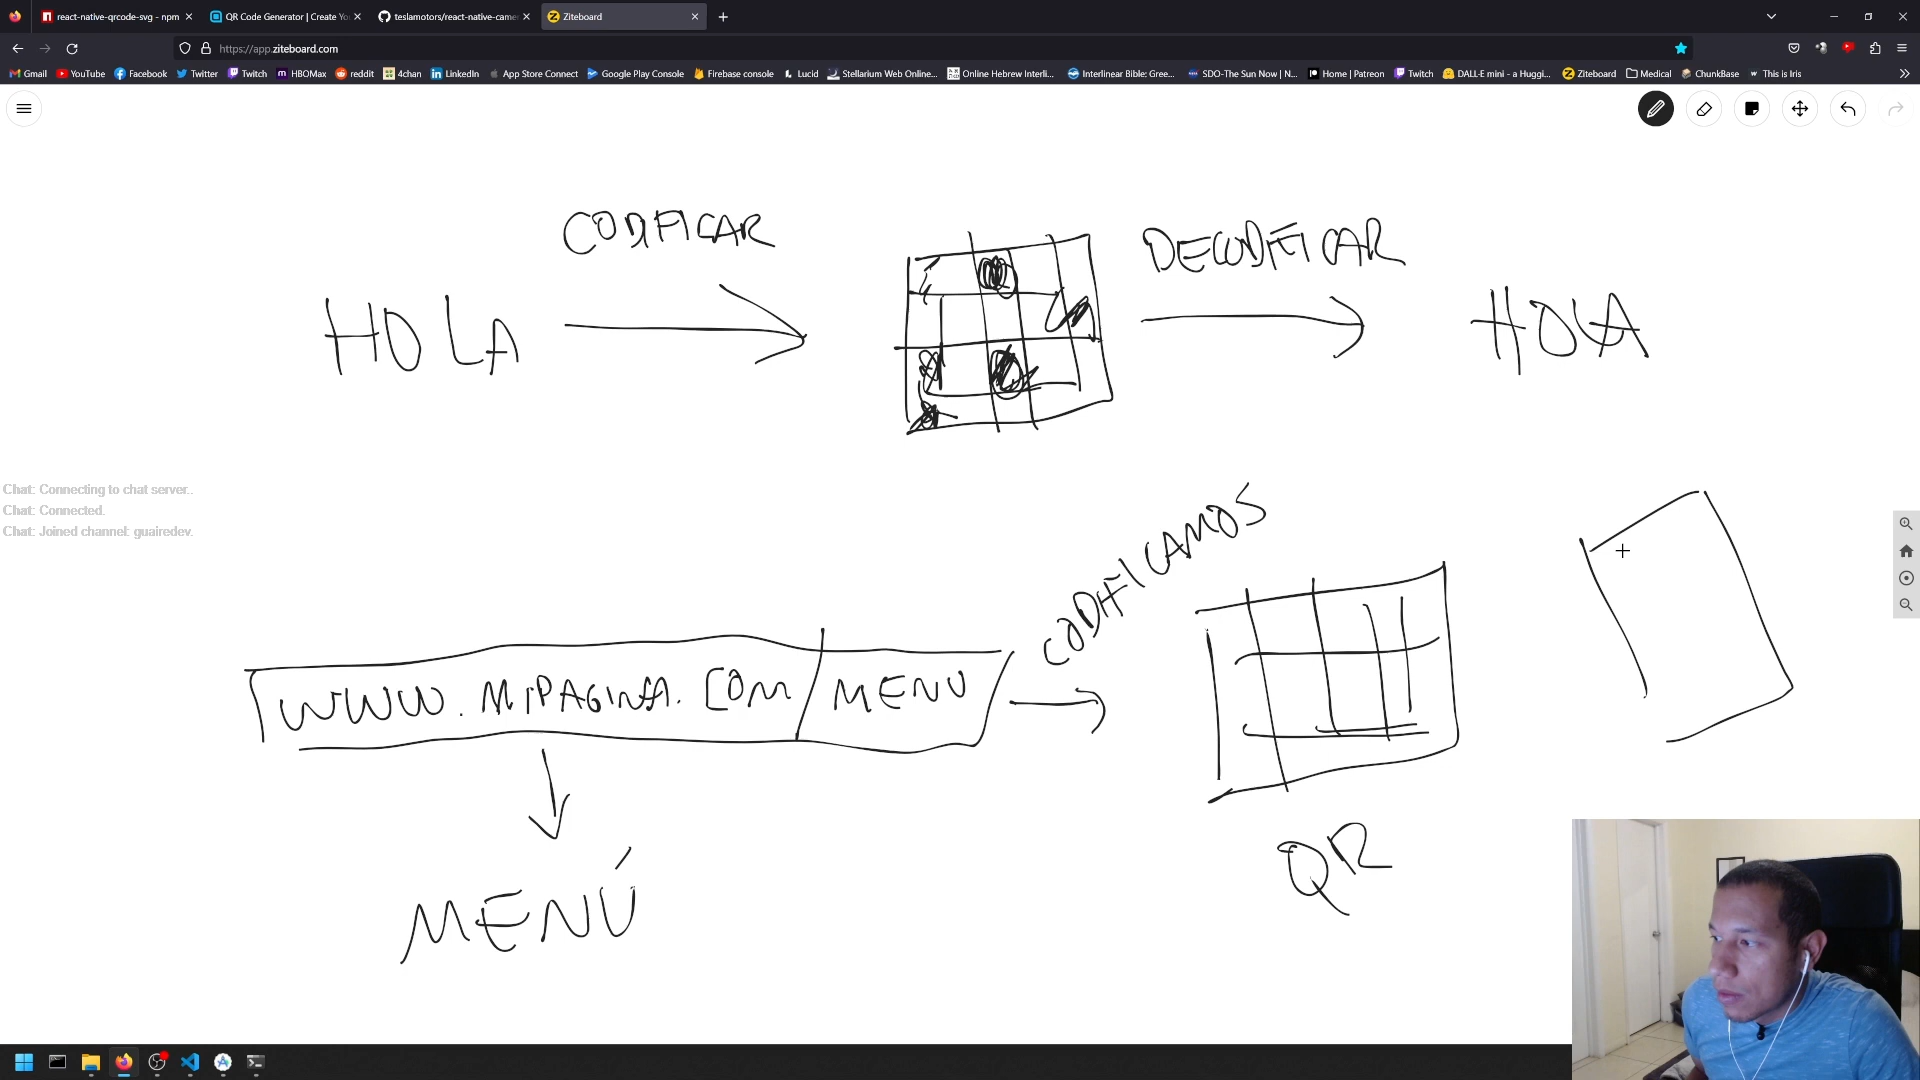 react-native-qrcode-svg - npm
QR Code Generator | Create Yo
teslamotors/react-native-came
Ziteboard
https://app.ziteboard.com
Gmail YouTube Facebook Twitter Twitch HBOMax reddit 4chan LinkedIn App Store Connect Google Play Console Firebase console Lucid Stellarium Web Online... Online Hebrew Interli... Interlinear Bible: Gree... SDO-The Sun Now | N... Home | Patreon Twitch DALL·E mini - a Huggi... Ziteboard Medical ChunkBase This is Iris
CODIFICAR
DECODIFICAR
HOLA
HOLA
Chat: Connecting to chat server..
Chat: Connected.
Chat: Joined channel: guairedev.
CODIFICAMOS
WWW.MIPAGINA.COM/MENU
QR
MENÚ